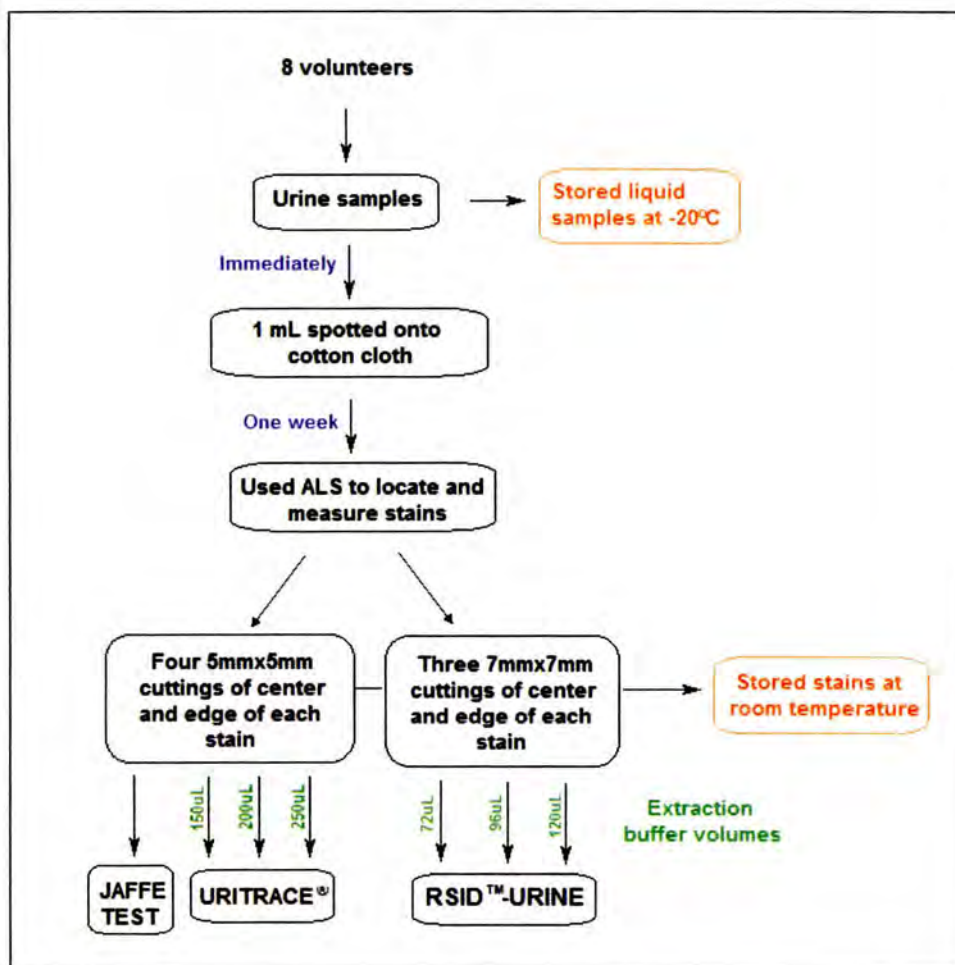 8 volunteers
Urine samples
Stored liquid
samples at -20ºC
Immediately
1 mL spotted onto
cotton cloth
One week
Used ALS to locate and
measure stains
Four 5mmx5mm
cuttings of center
and edge of each
stain
Three 7mmx7mm
cuttings of center
and edge of each
stain
Stored stains at
room temperature
150uL
200uL
250uL
72uL
96uL
120uL
Extraction
buffer volumes
JAFFE
TEST
URITRACE®
RSID™-URINE